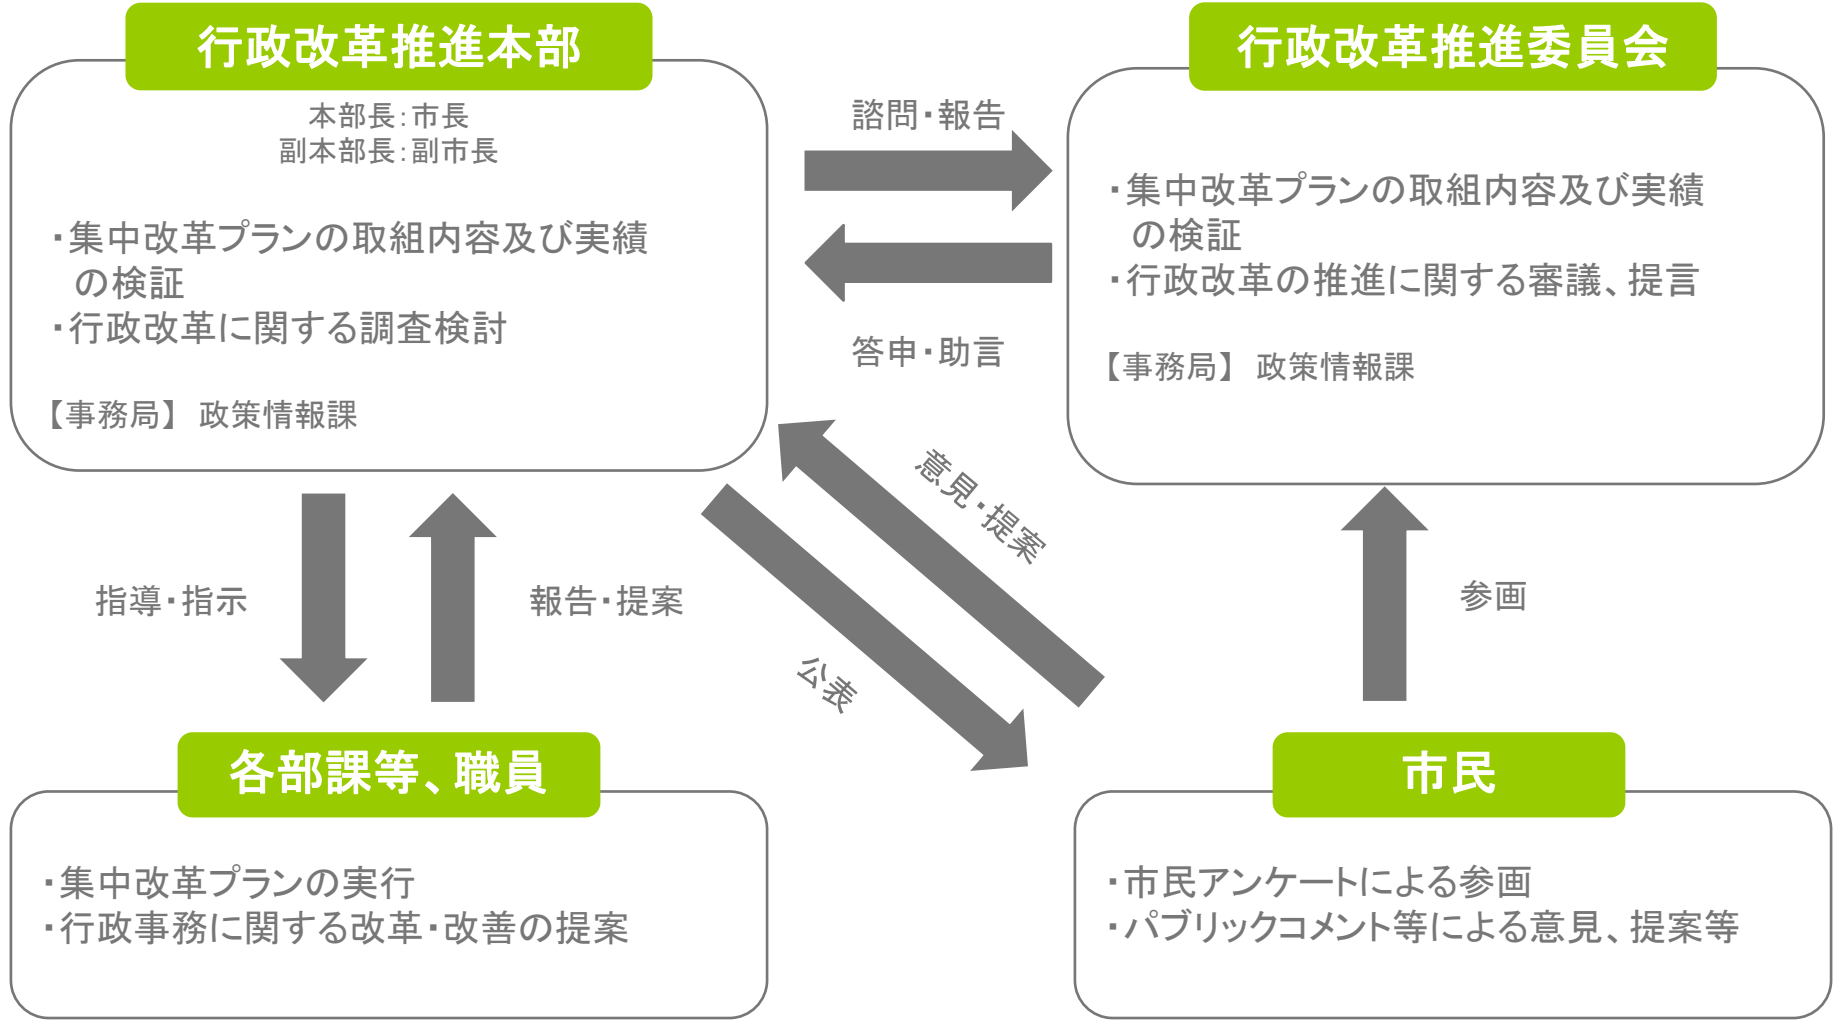 行政改革推進本部
本部長:市長
副本部長:副市長
・集中改革プランの取組内容及び実績
の検証
・行政改革に関する調査検討
【事務局】 政策情報課
諮問・報告
答申・助言
行政改革推進委員会
・集中改革プランの取組内容及び実績
の検証
・行政改革の推進に関する審議、提言
【事務局】 政策情報課
指導・指示
報告・提案
意見・提案
公表
参画
各部課等、職員
・集中改革プランの実行
・行政事務に関する改革・改善の提案
市民
・市民アンケートによる参画
・パブリックコメント等による意見、提案等